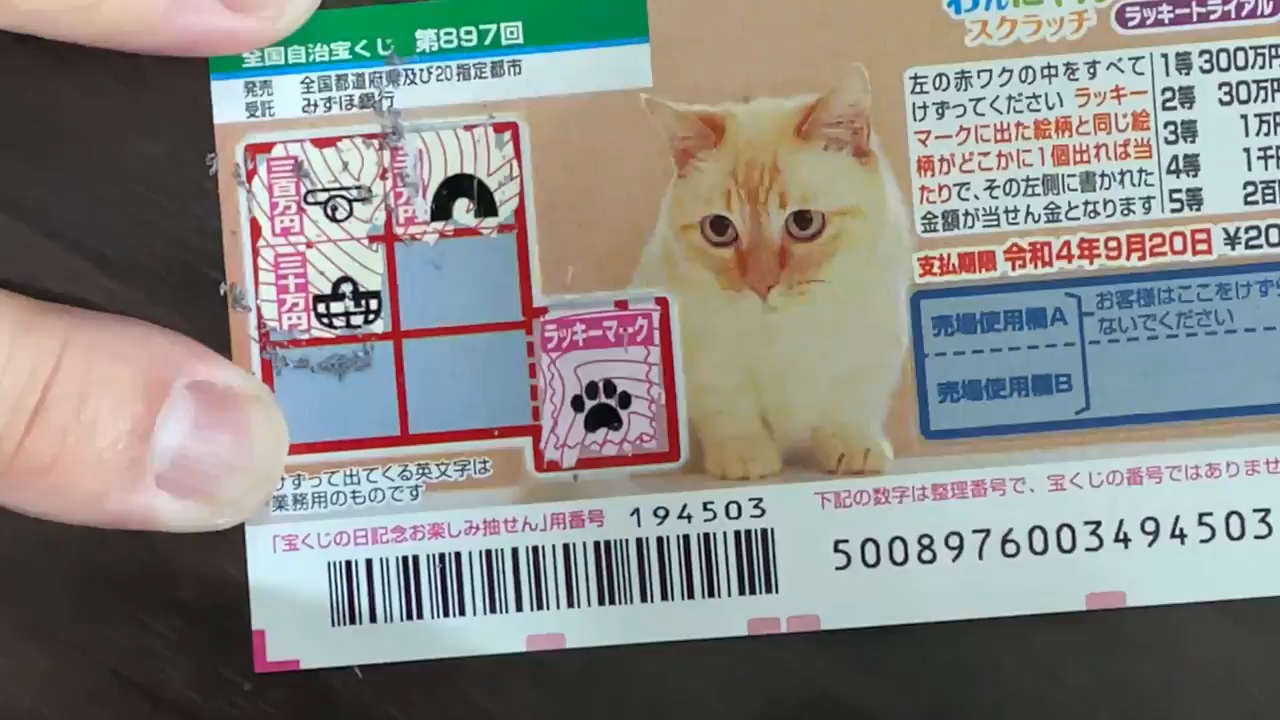 全国自治宝くじ 第897回
発売 全国都道府県及び20指定都市
受託 みずほ銀行
わんにゃん
スクラッチ
ラッキートライアル
左の赤ワクの中をすべて
けずってください ラッキー
マークに出た絵柄と同じ絵
柄がどこかに1個出れば当
たりで、その左側に書かれた
金額が当せん金となります
1等 300万円
2等 30万円
3等 1万円
4等 1千円
5等 2百
支払期限 令和4年9月20日 ¥20
三百万円
三十万円
ラッキーマーク
売場使用欄A
売場使用欄B
お客様はここをけず
ないでください
けずって出てくる英文字は
業務用のものです
「宝くじの日記念お楽しみ抽せん」用番号 194503
下記の数字は整理番号で、宝くじの番号ではありませ
5008976003494503